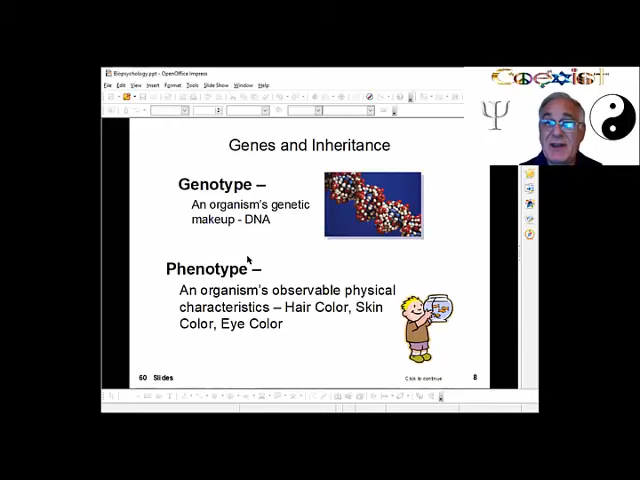 Biopsychology.ppt - OpenOffice Impress
File Edit View Insert Format Tools Slide Show Window Help
Coexist
Ψ
Genes and Inheritance
Genotype –
An organism's genetic
makeup - DNA
Phenotype –
An organism's observable physical
characteristics – Hair Color, Skin
Color, Eye Color
60 Slides
Click to continue
8